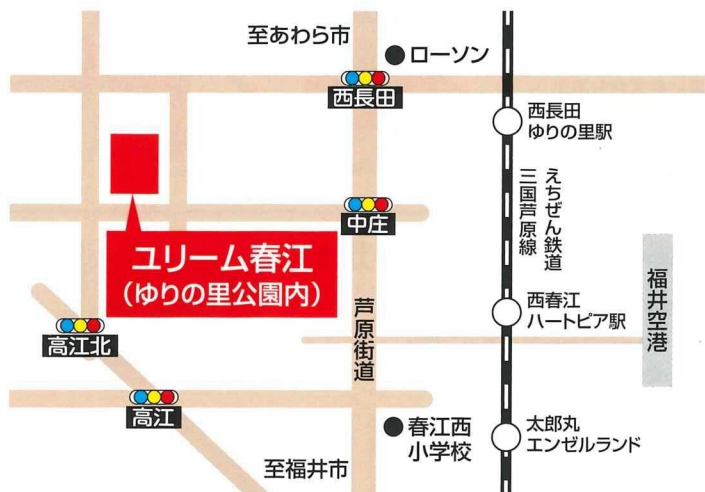 至あわら市
ローソン
西長田
西長田
ゆりの里駅
えちぜん鉄道
三国芦原線
中庄
ユリーム春江
(ゆりの里公園内)
福井空港
西春江
ハートピア駅
芦原街道
高江北
高江
春江西
小学校
太郎丸
エンゼルランド
至福井市